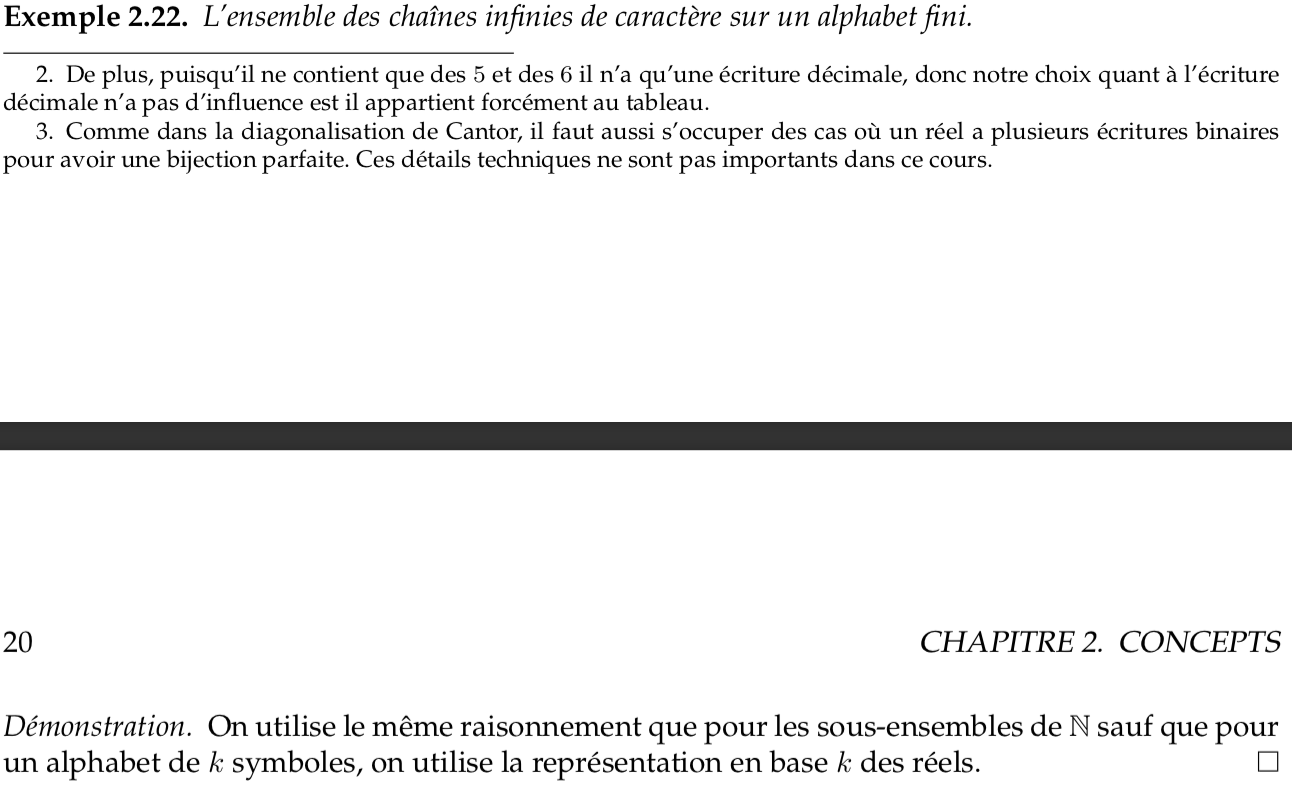 Exemple 2.22. L'ensemble des chaînes infinies de caractère sur un alphabet fini.
2. De plus, puisqu'il ne contient que des 5 et des 6 il n'a qu'une écriture décimale, donc notre choix quant à l'écriture
décimale n'a pas d'influence est il appartient forcément au tableau.
3. Comme dans la diagonalisation de Cantor, il faut aussi s'occuper des cas où un réel a plusieurs écritures binaires
pour avoir une bijection parfaite. Ces détails techniques ne sont pas importants dans ce cours.
20 CHAPITRE 2. CONCEPTS
Démonstration. On utilise le même raisonnement que pour les sous-ensembles de ℕ sauf que pour
un alphabet de k symboles, on utilise la représentation en base k des réels. □